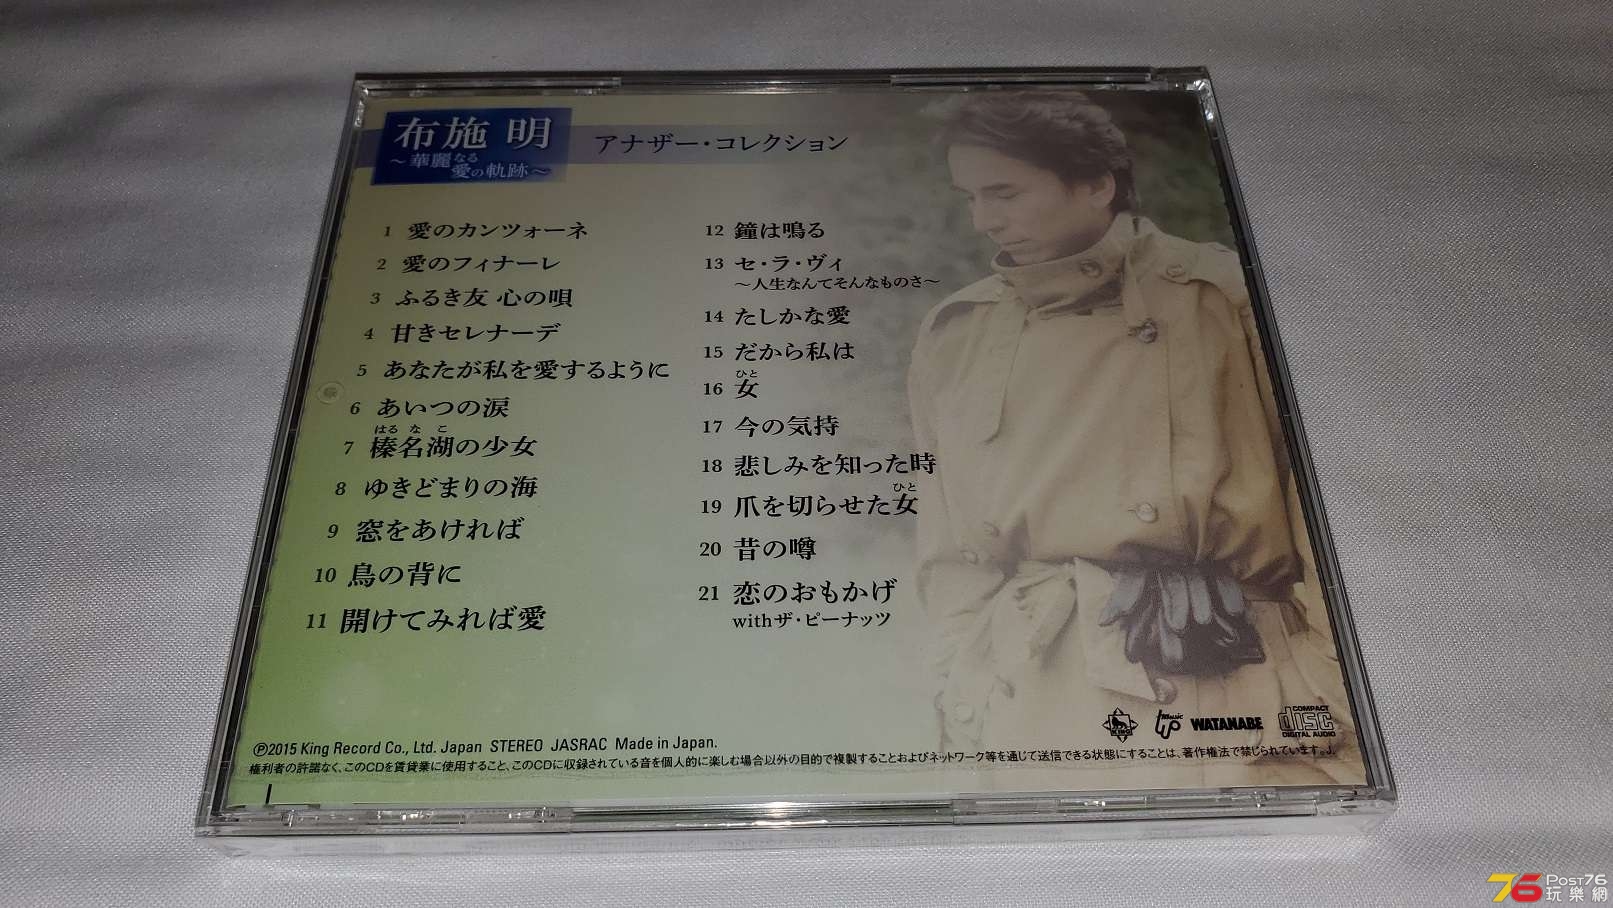 布施 明
～華麗なる
愛の軌跡～
アナザー・コレクション
1 愛のカンツォーネ
2 愛のフィナーレ
3 ふるき友 心の唄
4 甘きセレナーデ
5 あなたが私を愛するように
6 あいつの涙
はるなこ
7 榛名湖の少女
8 ゆきどまりの海
9 窓をあければ
10 鳥の背に
11 開けてみれば愛
12 鐘は鳴る
13 セ・ラ・ヴィ
～人生なんてそんなものさ～
14 たしかな愛
15 だから私は
ひと
16 女
17 今の気持
18 悲しみを知った時
ひと
19 爪を切らせた女
20 昔の噂
21 恋のおもかげ
withザ・ピーナッツ
KING
Music
WATANABE
COMPACT
disc
DIGITAL AUDIO
Ⓟ2015 King Record Co., Ltd. Japan STEREO JASRAC Made in Japan.
権利者の許諾なく、このCDを賃貸業に使用すること、このCDに収録されている音を個人的に楽しむ場合以外の目的で複製することおよびネットワーク等を通じて送信できる状態にすることは、著作権法で禁じられています。J.
76 POST76
玩樂網